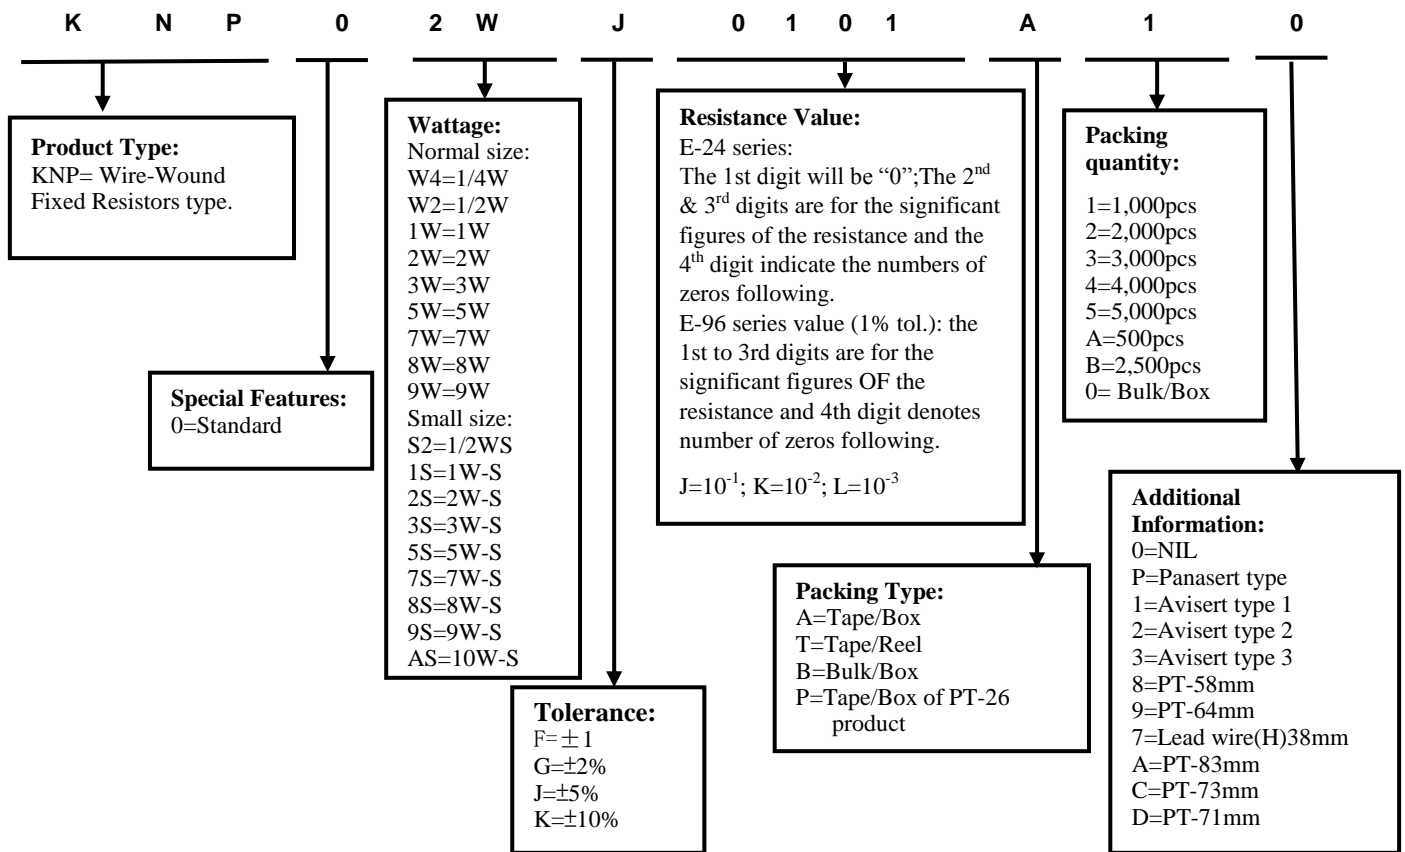 K N P 0 2 W J 0 1 0 1 A 1 0
Product Type:
KNP= Wire-Wound
Fixed Resistors type.
Special Features:
0=Standard
Wattage:
Normal size:
W4=1/4W
W2=1/2W
1W=1W
2W=2W
3W=3W
5W=5W
7W=7W
8W=8W
9W=9W
Small size:
S2=1/2WS
1S=1W-S
2S=2W-S
3S=3W-S
5S=5W-S
7S=7W-S
8S=8W-S
9S=9W-S
AS=10W-S
Tolerance:
F=±1
G=±2%
J=±5%
K=±10%
Resistance Value:
E-24 series:
The 1st digit will be “0”;The 2nd
& 3rd digits are for the significant
figures of the resistance and the
4th digit indicate the numbers of
zeros following.
E-96 series value (1% tol.): the
1st to 3rd digits are for the
significant figures OF the
resistance and 4th digit denotes
number of zeros following.
J=10-1; K=10-2; L=10-3
Packing Type:
A=Tape/Box
T=Tape/Reel
B=Bulk/Box
P=Tape/Box of PT-26
product
Packing
quantity:
1=1,000pcs
2=2,000pcs
3=3,000pcs
4=4,000pcs
5=5,000pcs
A=500pcs
B=2,500pcs
0= Bulk/Box
Additional
Information:
0=NIL
P=Panasert type
1=Avisert type 1
2=Avisert type 2
3=Avisert type 3
8=PT-58mm
9=PT-64mm
7=Lead wire(H)38mm
A=PT-83mm
C=PT-73mm
D=PT-71mm